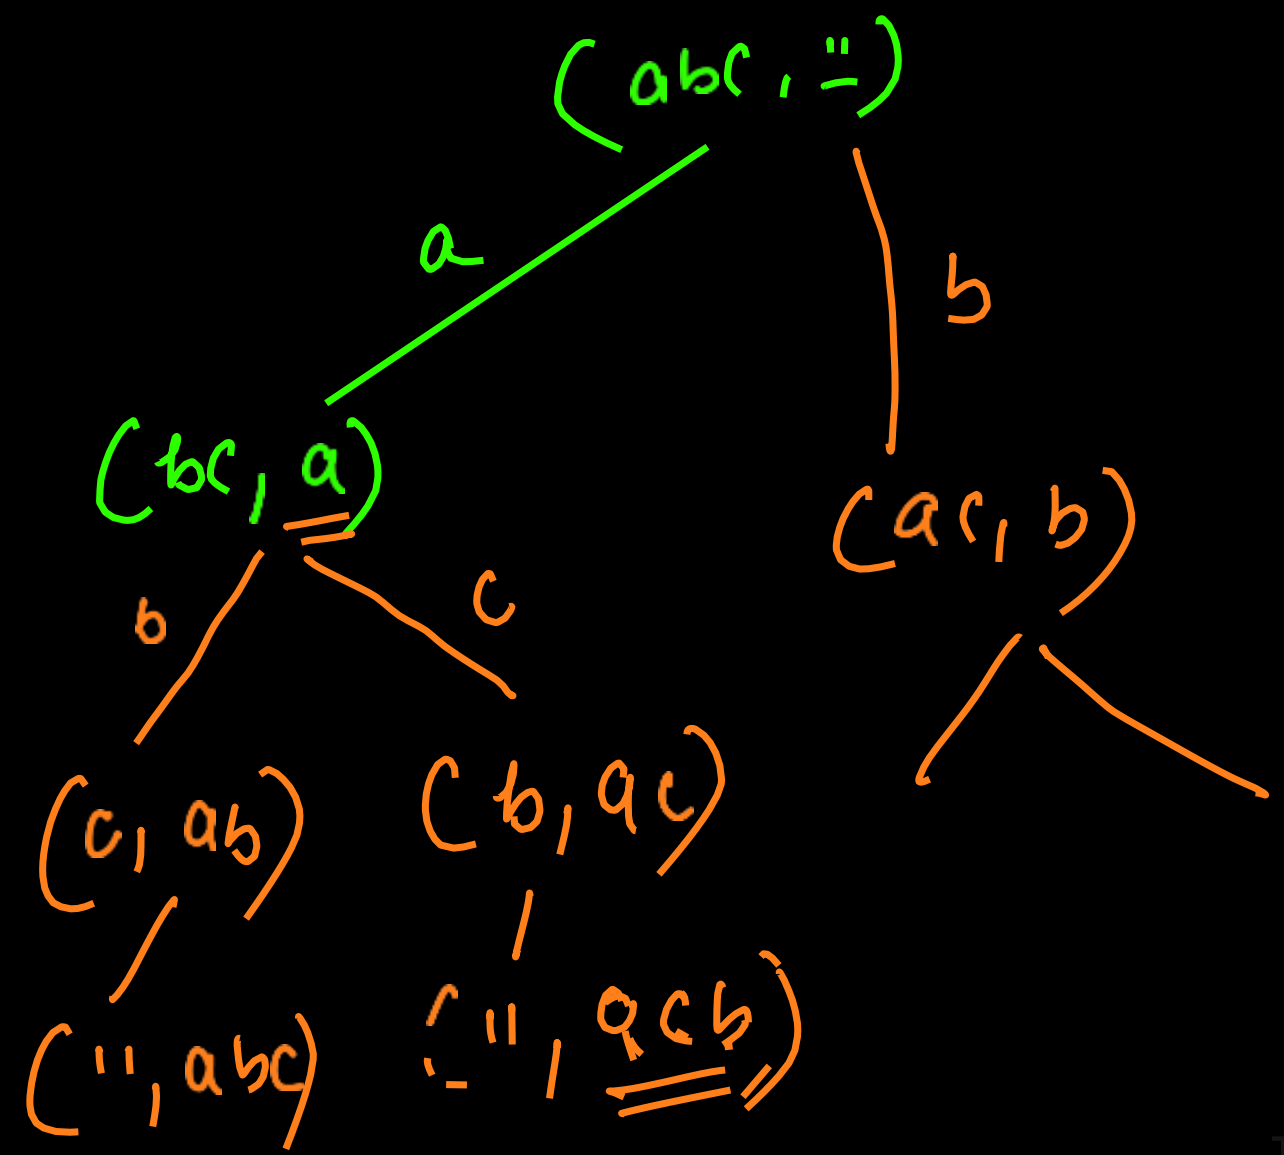 (abc, "")
a
b
(bc, a)
(ac, b)
b
c
(c, ab)
(b, ac)
("", abc)
("", acb)